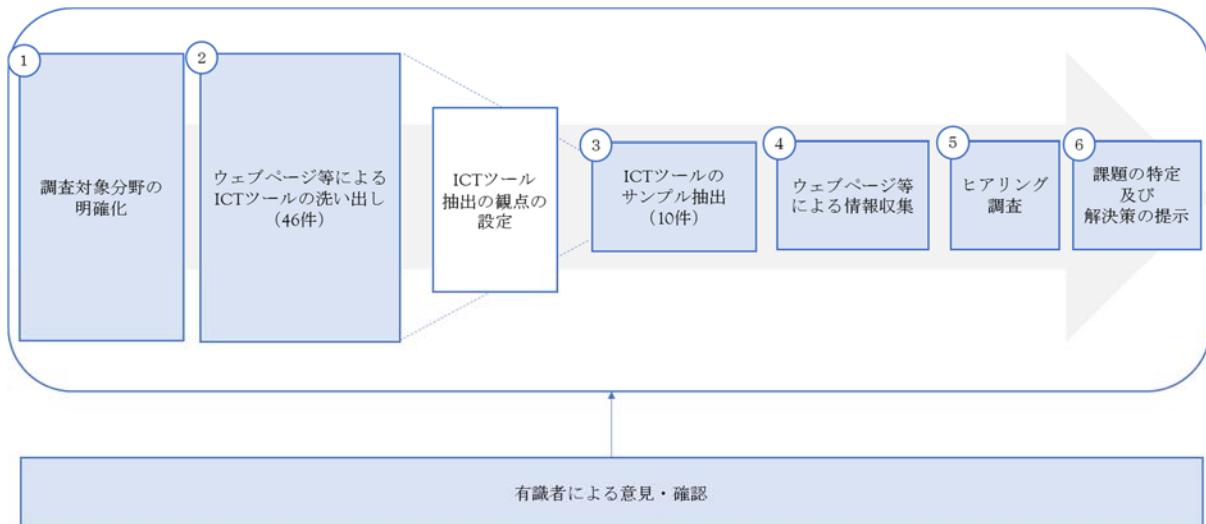 1
調査対象分野の
明確化
2
ウェブページ等による
ICTツールの洗い出し
（46件）
ICTツール
抽出の観点の
設定
3
ICTツールの
サンプル抽出
（10件）
4
ウェブページ等
による情報収集
5
ヒアリング
調査
6
課題の特定
及び
解決策の提示
有識者による意見・確認